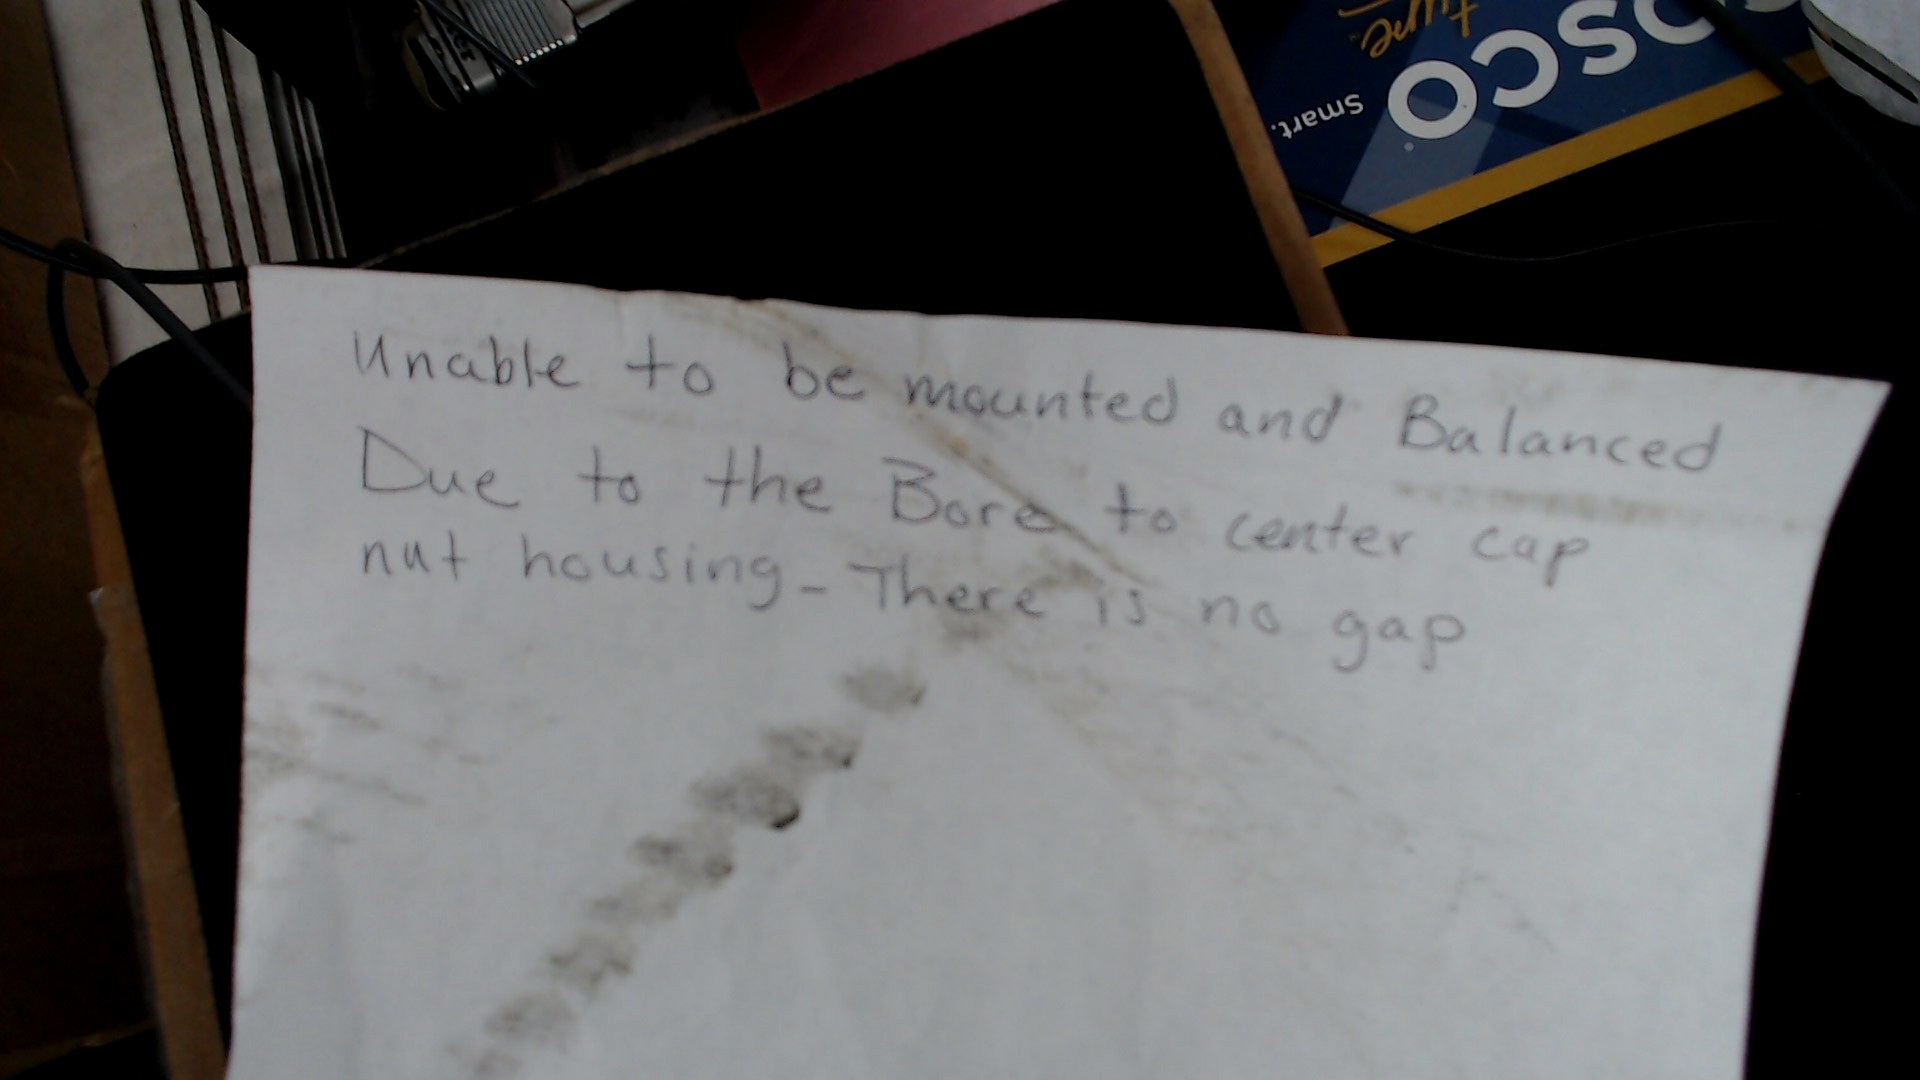 type
OSCO
Smart.
Unable to be mounted and Balanced
Due to the Bore to center cap
nut housing - There is no gap